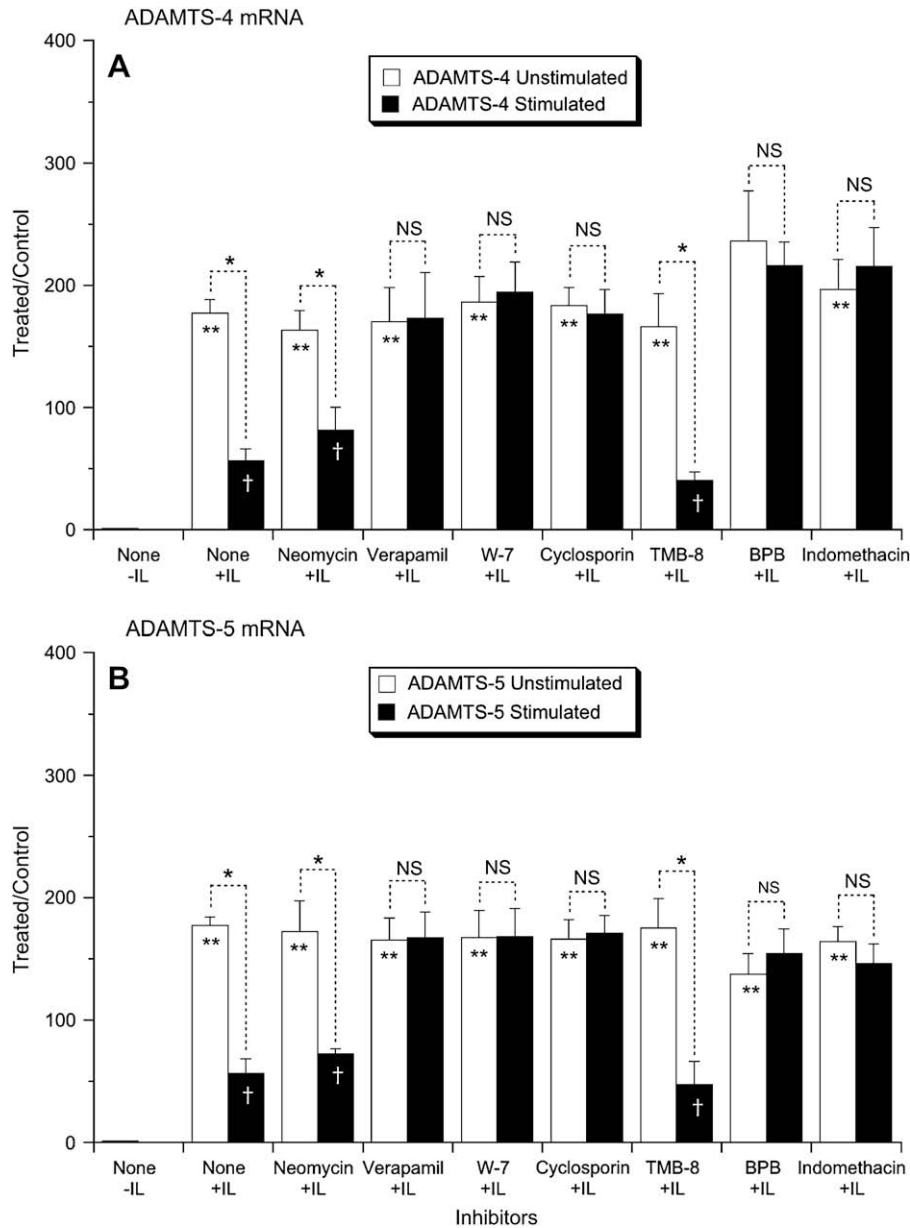 ADAMTS-4 mRNA
A
ADAMTS-4 Unstimulated
ADAMTS-4 Stimulated
Treated/Control
400
300
200
100
0
* * NS NS NS * NS NS
** ** ** ** ** ** **
† † †
None None Neomycin Verapamil W-7 Cyclosporin TMB-8 BPB Indomethacin
-IL +IL +IL +IL +IL +IL +IL +IL +IL
ADAMTS-5 mRNA
B
ADAMTS-5 Unstimulated
ADAMTS-5 Stimulated
Treated/Control
400
300
200
100
0
* * NS NS NS * NS NS
** ** ** ** ** ** ** **
† † †
None None Neomycin Verapamil W-7 Cyclosporin TMB-8 BPB Indomethacin
-IL +IL +IL +IL +IL +IL +IL +IL +IL
Inhibitors